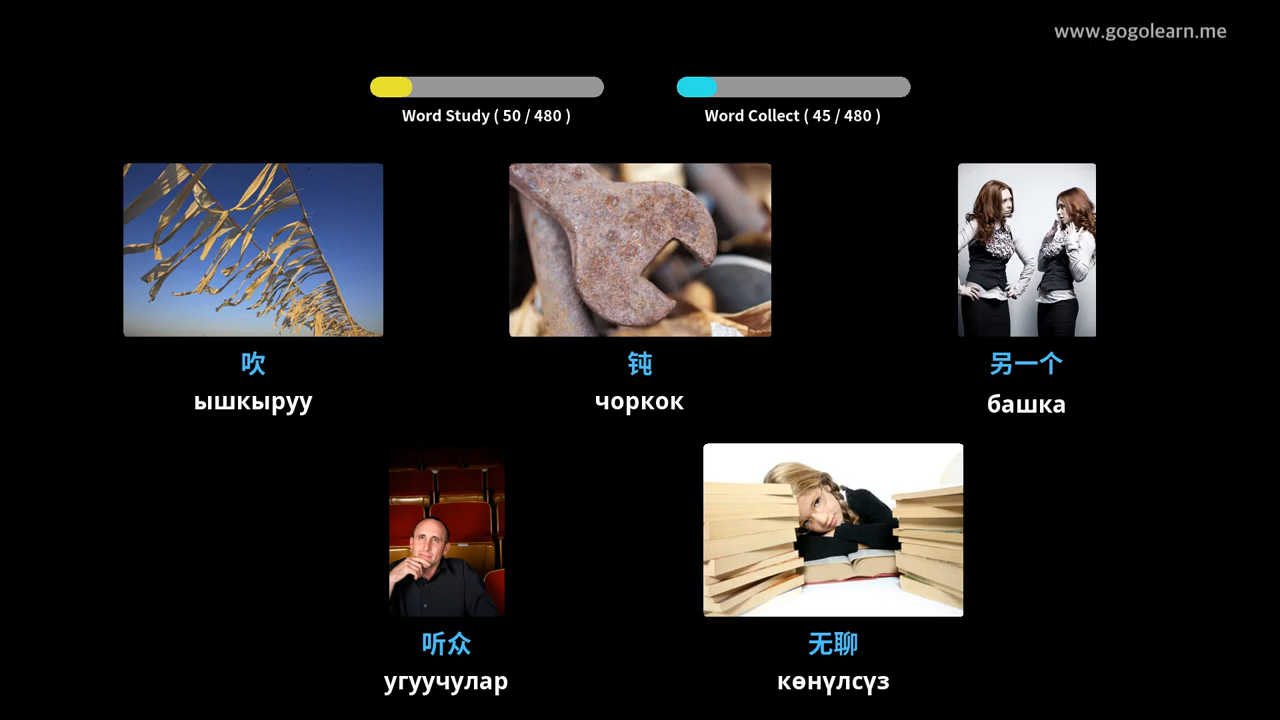 www.gogolearn.me
Word Study ( 50 / 480 )
Word Collect ( 45 / 480 )
吹
ышкыруу
钝
чоркок
另一个
башка
听众
угуучулар
无聊
көнүлсүз